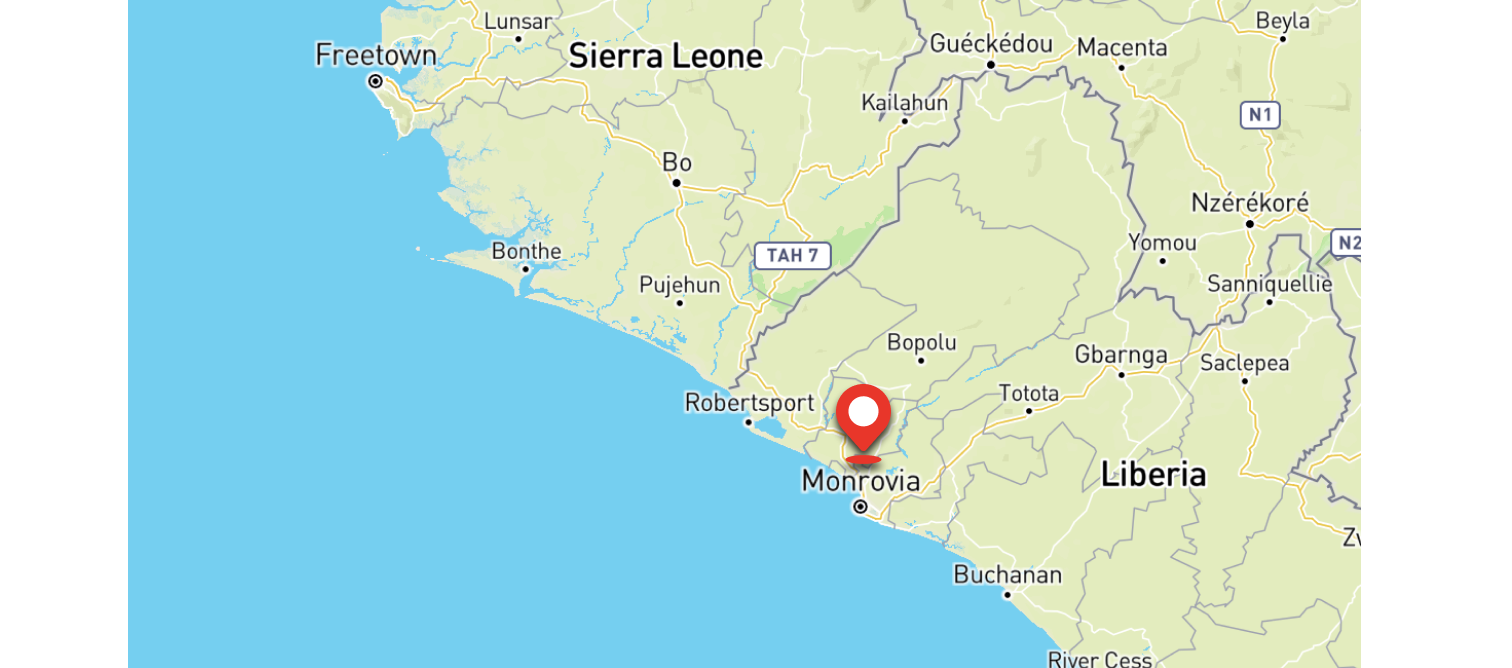 Lunsar
Beyla
Freetown
Sierra Leone
Guéckédou
Macenta
Kailahun
N1
Bo
Nzérékoré
Yomou
N2
Bonthe
TAH 7
Pujehun
Sanniquellie
Bopolu
Gbarnga
Saclepea
Robertsport
Totota
Monrovia
Liberia
Zw
Buchanan
River Cess